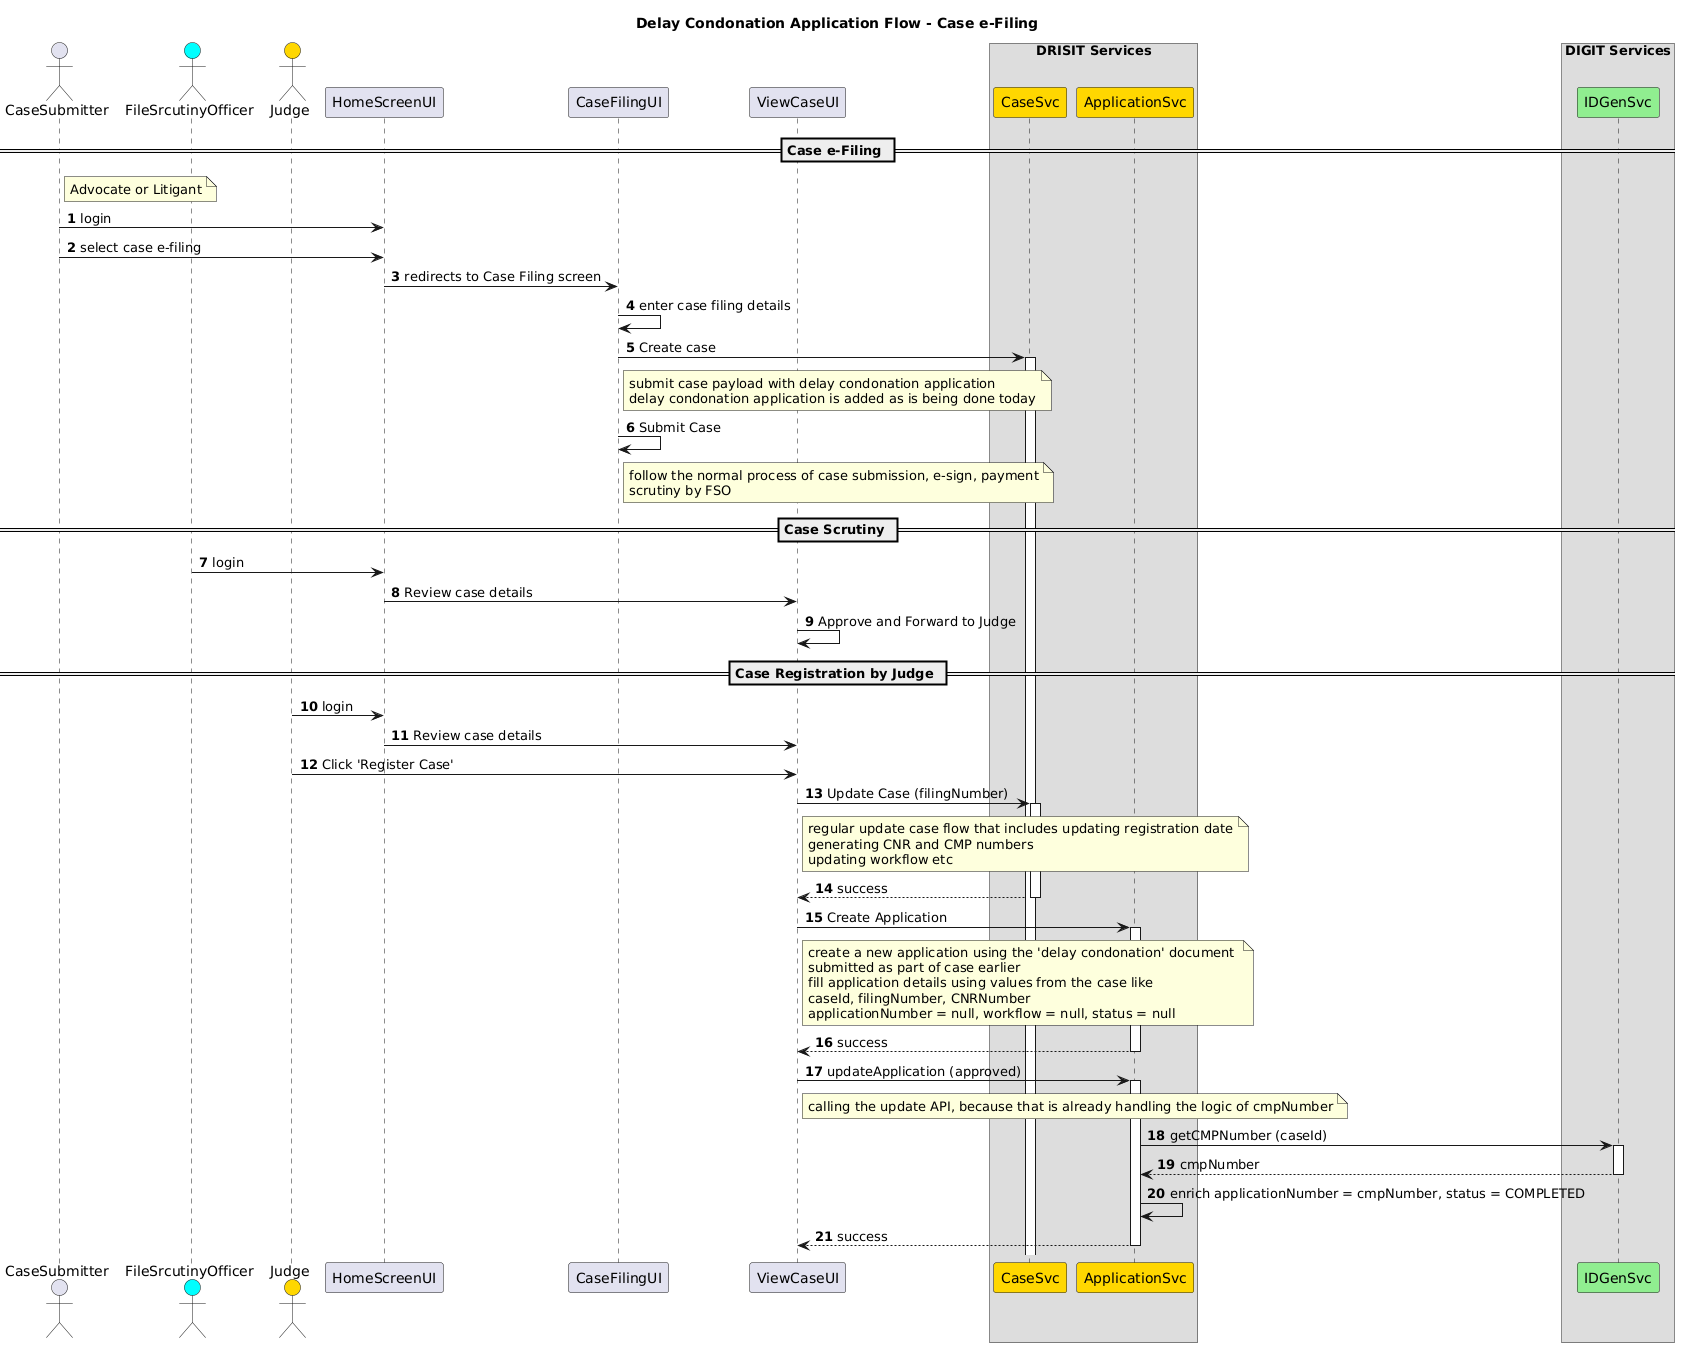 Delay Condonation Application Flow - Case e-Filing
DRISIT Services
DIGIT Services
CaseSubmitter
FileSrcutinyOfficer
Judge
HomeScreenUI
CaseFilingUI
ViewCaseUI
CaseSvc
ApplicationSvc
IDGenSvc
Case e-Filing
Advocate or Litigant
1 login
2 select case e-filing
3 redirects to Case Filing screen
4 enter case filing details
5 Create case
submit case payload with delay condonation application
delay condonation application is added as is being done today
6 Submit Case
follow the normal process of case submission, e-sign, payment
scrutiny by FSO
Case Scrutiny
7 login
8 Review case details
9 Approve and Forward to Judge
Case Registration by Judge
10 login
11 Review case details
12 Click 'Register Case'
13 Update Case (filingNumber)
regular update case flow that includes updating registration date
generating CNR and CMP numbers
updating workflow etc
14 success
15 Create Application
create a new application using the 'delay condonation' document
submitted as part of case earlier
fill application details using values from the case like
caseId, filingNumber, CNRNumber
applicationNumber = null, workflow = null, status = null
16 success
17 updateApplication (approved)
calling the update API, because that is already handling the logic of cmpNumber
18 getCMPNumber (caseId)
19 cmpNumber
20 enrich applicationNumber = cmpNumber, status = COMPLETED
21 success
CaseSubmitter
FileSrcutinyOfficer
Judge
HomeScreenUI
CaseFilingUI
ViewCaseUI
CaseSvc
ApplicationSvc
IDGenSvc